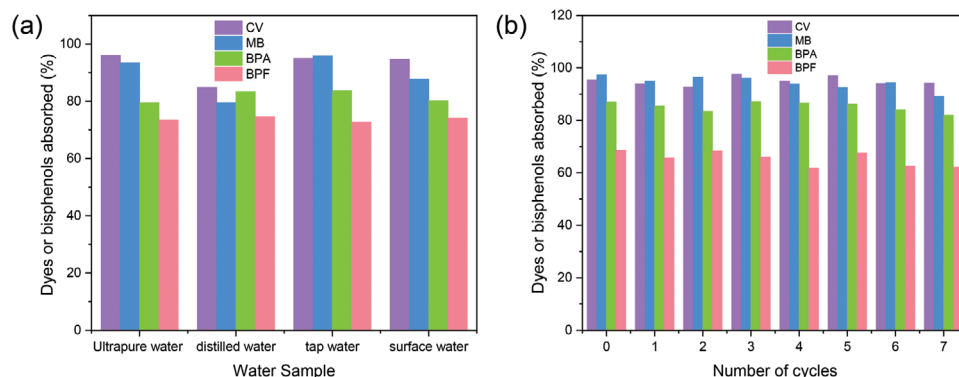 (a)
Dyes or bisphenols absorbed (%)
100
80
60
40
20
0
CV
MB
BPA
BPF
Ultrapure water
distilled water
tap water
surface water
Water Sample
(b)
Dyes or bisphenols absorbed (%)
120
100
80
60
40
20
0
CV
MB
BPA
BPF
0 1 2 3 4 5 6 7
Number of cycles